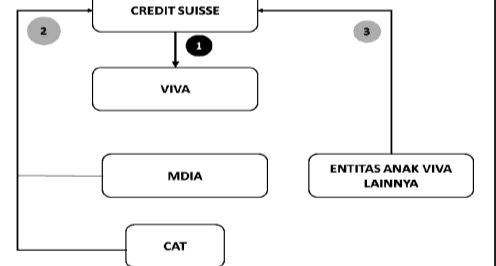 CREDIT SUISSE
2
1
3
VIVA
MDIA
ENTITAS ANAK VIVA
LAINNYA
CAT